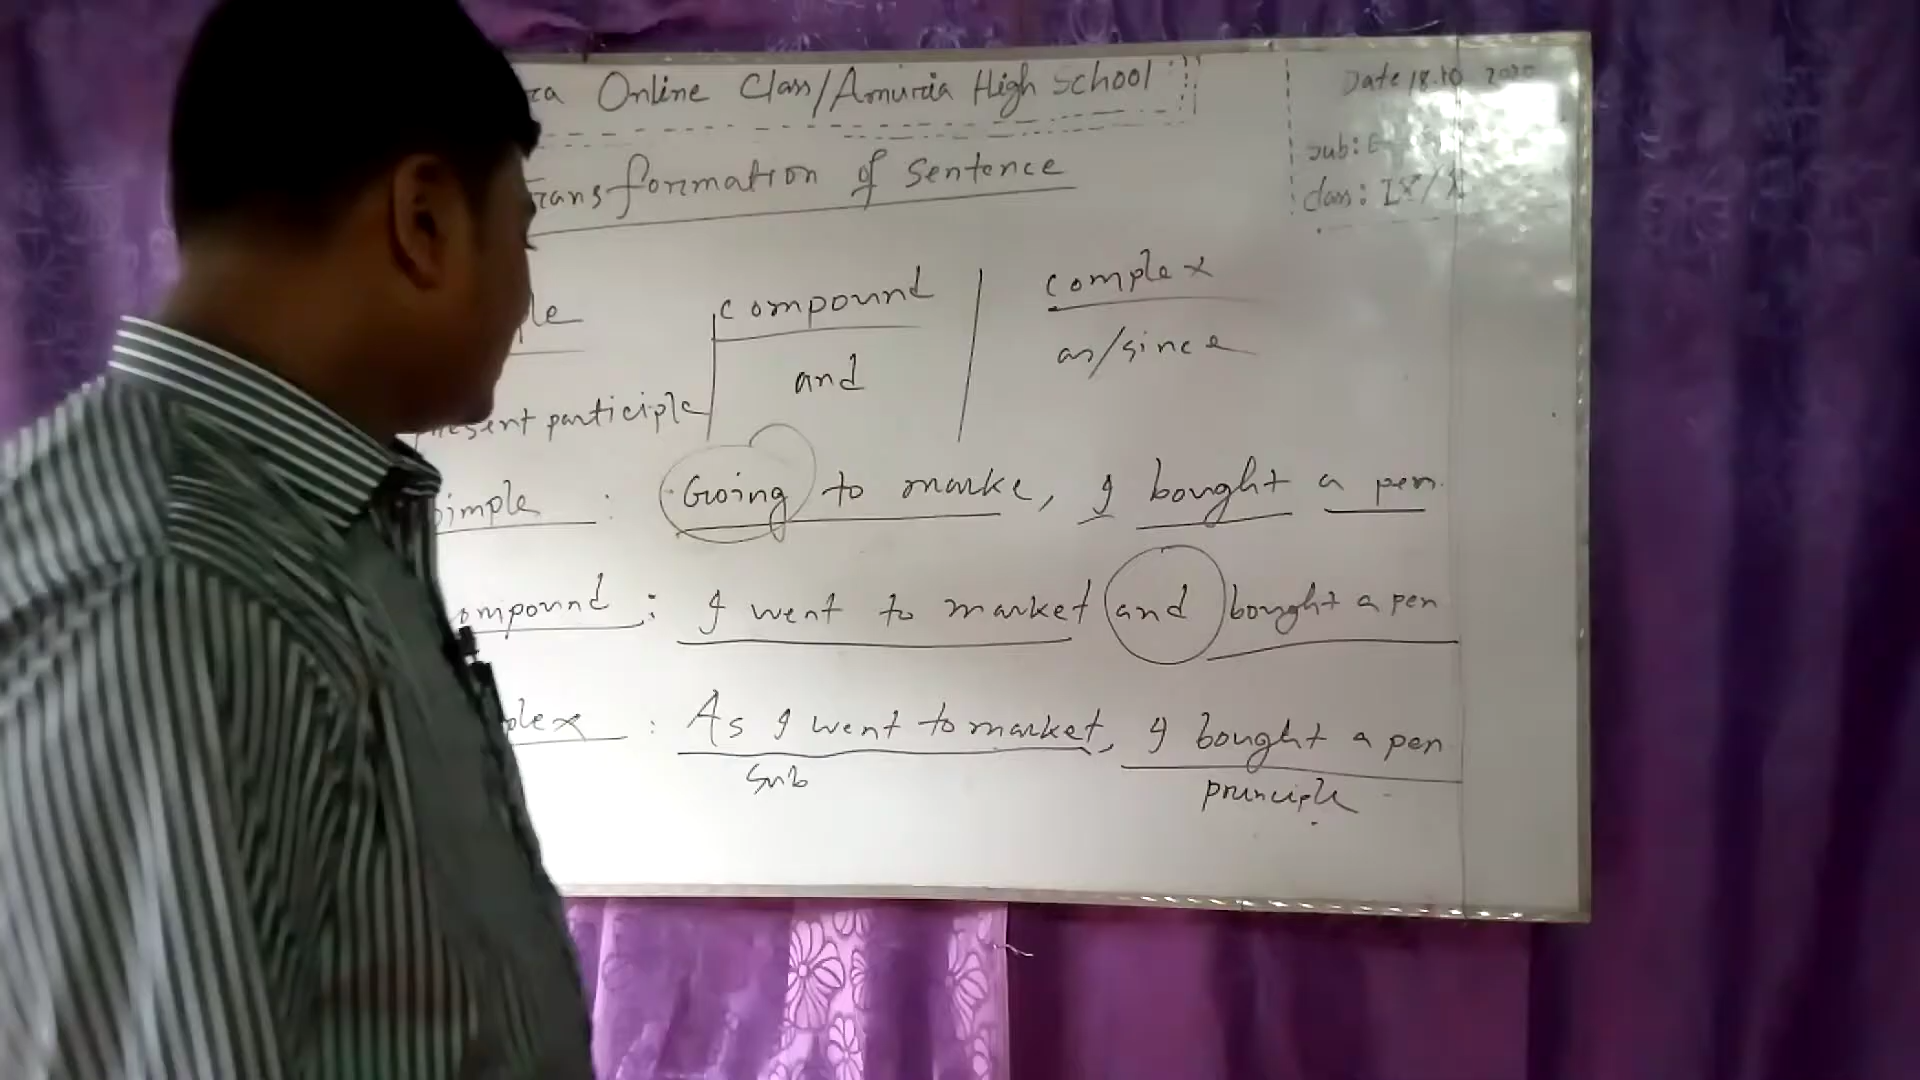 Online Class/Amuria High School
Date 18.10 2020
sub:
class: IX/X
of Sentence
compound
complex
and
as/since
participle
Going to marke, I bought a pen.
: I went to market and bought a pen
: As I went to market, I bought a pen
Sub
prunciple